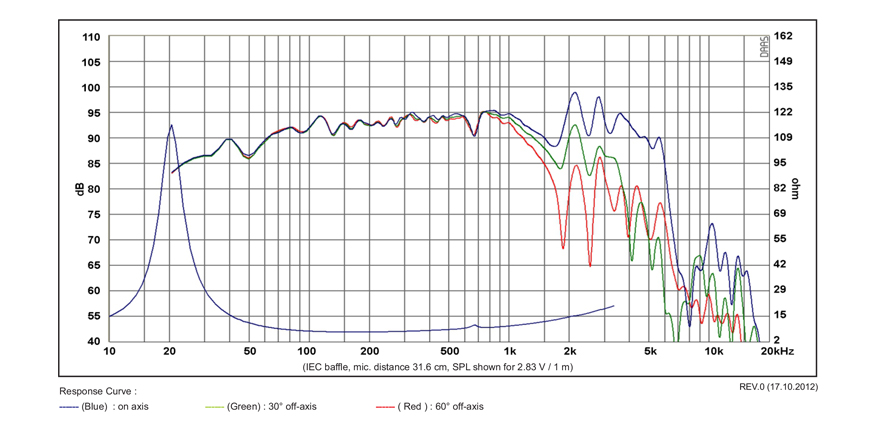 110 162
105 149
DAAS
100 135
95 122
90 109
85 95
dB ohm
80 82
75 69
70 55
65 42
60 29
55 15
40 2
10 20 50 100 200 500 1k 2k 5k 10k 20kHz
(IEC baffle, mic. distance 31.6 cm, SPL shown for 2.83 V / 1 m)
REV.0 (17.10.2012)
Response Curve :
(Blue) : on axis (Green) : 30° off-axis ( Red ) : 60° off-axis